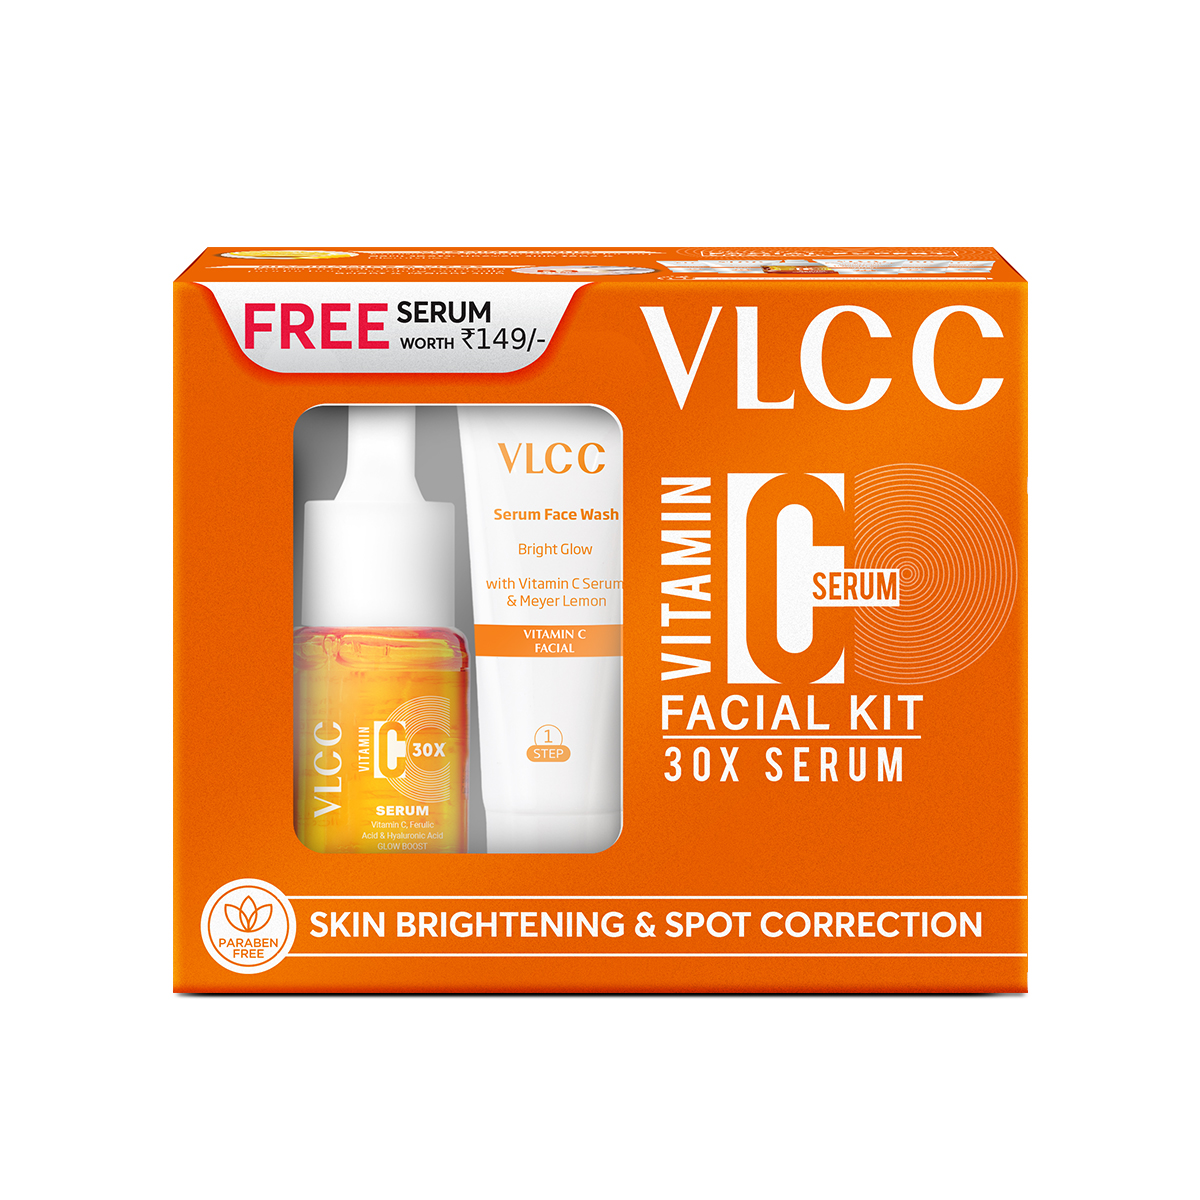 FREE SERUM
WORTH ₹149/-
VLCC
VLCC
Serum Face Wash
Bright Glow
with Vitamin C Serum
& Meyer Lemon
VITAMIN C
FACIAL
1
STEP
VLCC
VITAMIN C 30X
SERUM
Vitamin C, Ferulic
Acid & Hyaluronic Acid
GLOW BOOST
VITAMIN C SERUM
FACIAL KIT
30X SERUM
PARABEN
FREE
SKIN BRIGHTENING & SPOT CORRECTION